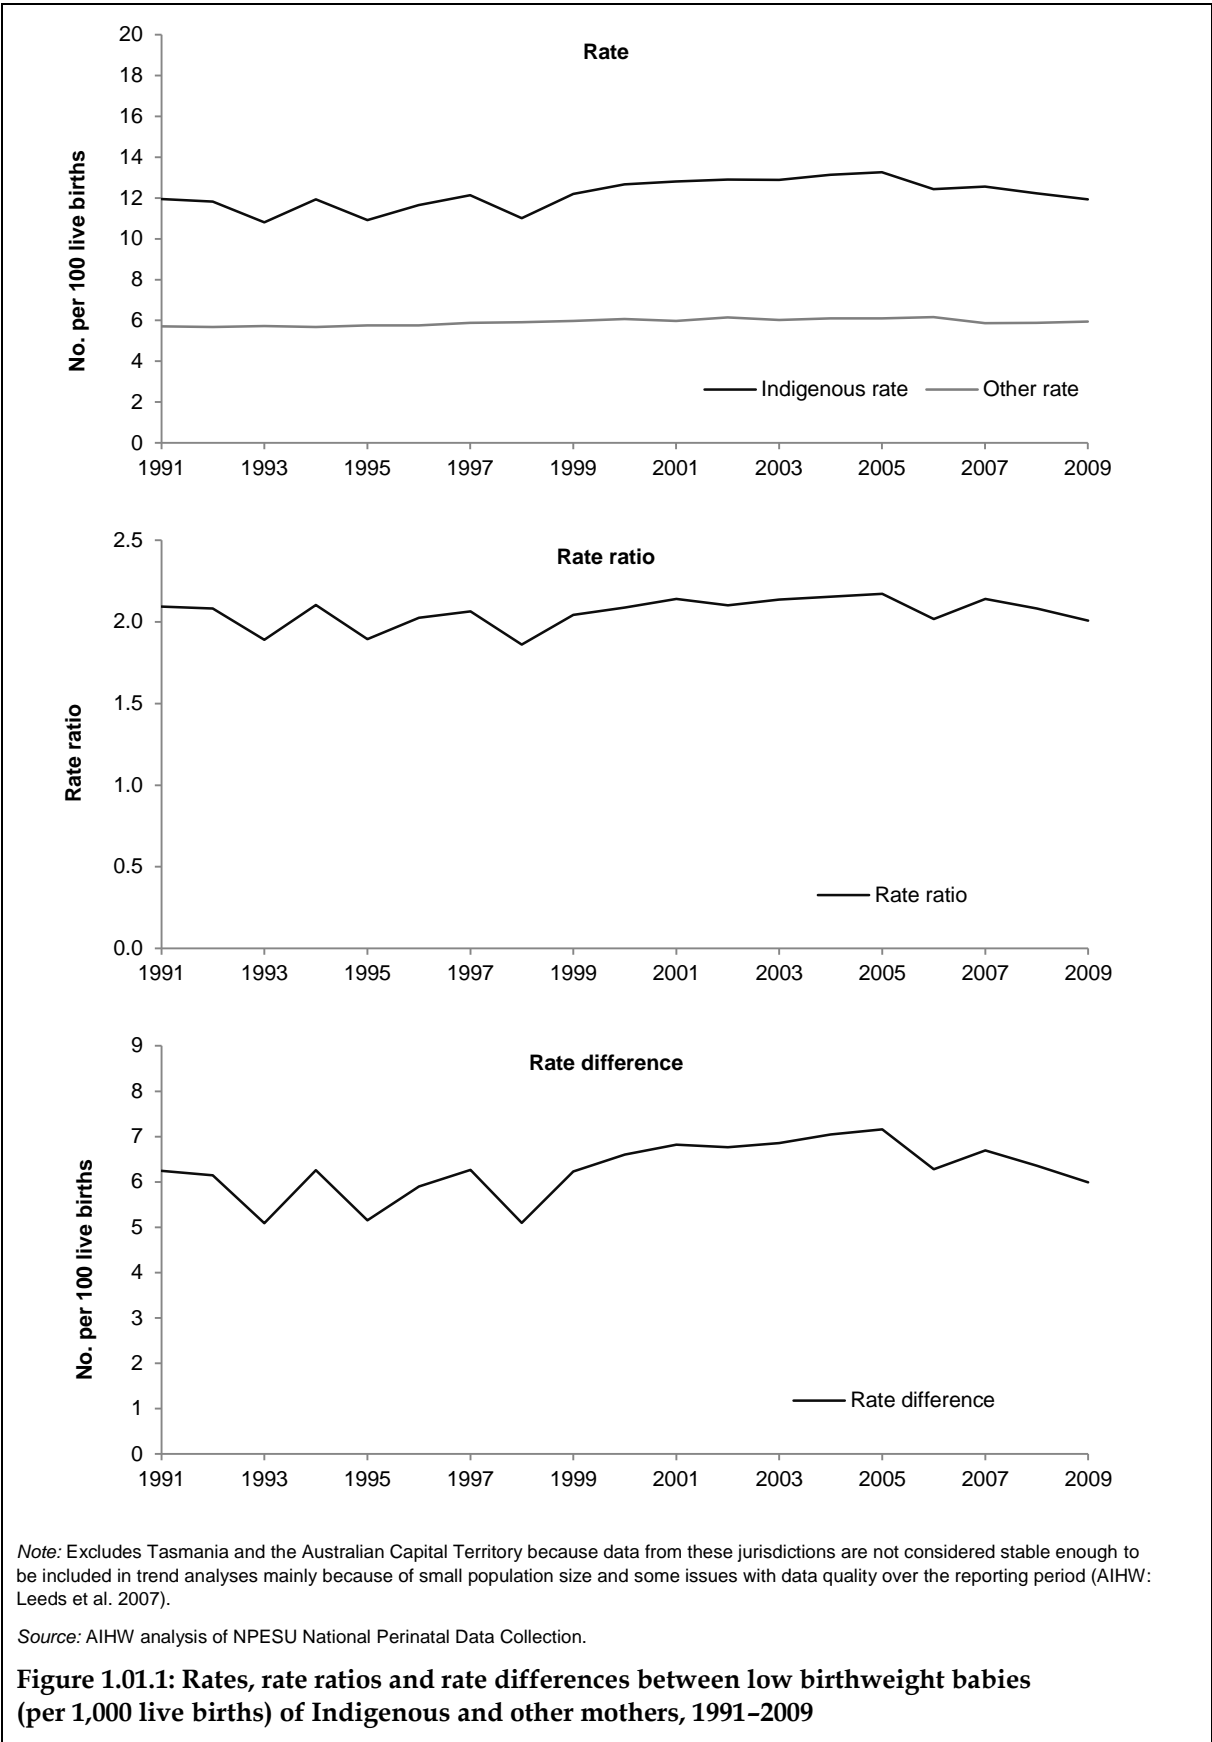 Rate
No. per 100 live births
20
18
16
14
12
10
8
6
4
2
0
Indigenous rate
Other rate
1991 1993 1995 1997 1999 2001 2003 2005 2007 2009
Rate ratio
Rate ratio
2.5
2.0
1.5
1.0
0.5
0.0
Rate ratio
1991 1993 1995 1997 1999 2001 2003 2005 2007 2009
Rate difference
No. per 100 live births
9
8
7
6
5
4
3
2
1
0
Rate difference
1991 1993 1995 1997 1999 2001 2003 2005 2007 2009
Note: Excludes Tasmania and the Australian Capital Territory because data from these jurisdictions are not considered stable enough to
be included in trend analyses mainly because of small population size and some issues with data quality over the reporting period (AIHW:
Leeds et al. 2007).
Source: AIHW analysis of NPESU National Perinatal Data Collection.
Figure 1.01.1: Rates, rate ratios and rate differences between low birthweight babies
(per 1,000 live births) of Indigenous and other mothers, 1991–2009